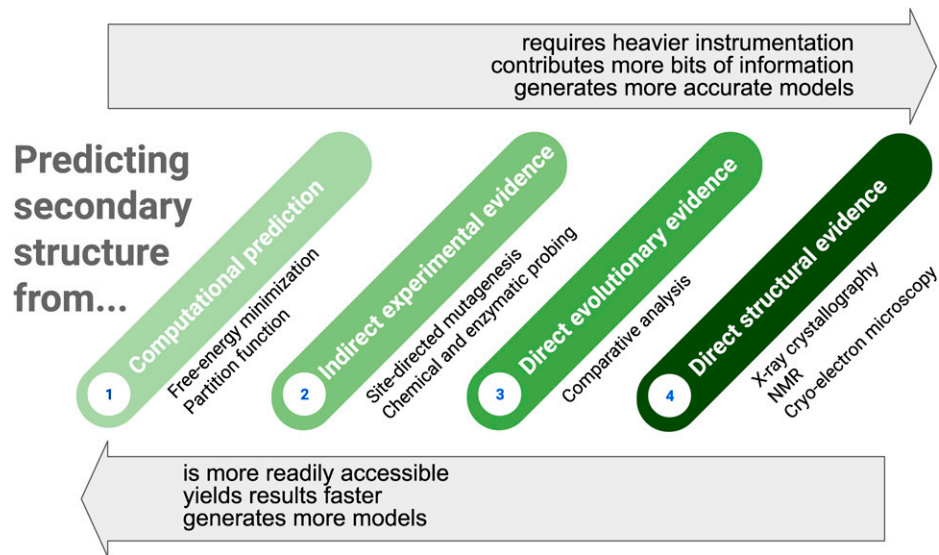 requires heavier instrumentation
contributes more bits of information
generates more accurate models
Predicting
secondary
structure
from...
1
Computational prediction
Free-energy minimization
Partition function
2
Indirect experimental evidence
Site-directed mutagenesis
Chemical and enzymatic probing
3
Direct evolutionary evidence
Comparative analysis
4
Direct structural evidence
X-ray crystallography
NMR
Cryo-electron microscopy
is more readily accessible
yields results faster
generates more models